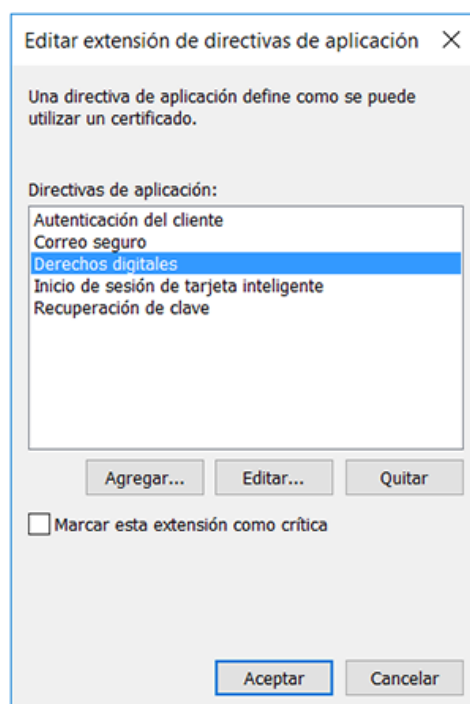 Editar extensión de directivas de aplicación
Una directiva de aplicación define como se puede
utilizar un certificado.
Directivas de aplicación:
Autenticación del cliente
Correo seguro
Derechos digitales
Inicio de sesión de tarjeta inteligente
Recuperación de clave
Agregar... Editar... Quitar
Marcar esta extensión como crítica
Aceptar Cancelar